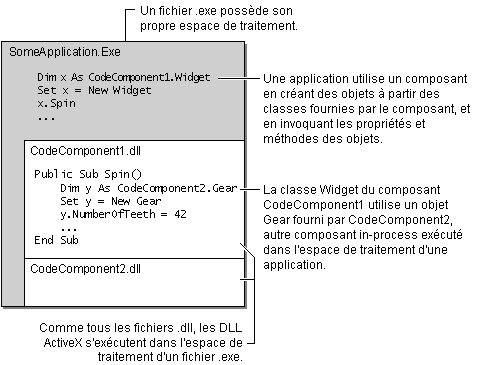 Un fichier .exe possède son
propre espace de traitement.
SomeApplication.Exe
Dim x As CodeComponent1.Widget
Set x = New Widget
x.Spin
...
Une application utilise un composant
en créant des objets à partir des
classes fournies par le composant, et
en invoquant les propriétés et
méthodes des objets.
CodeComponent1.dll
Public Sub Spin()
Dim y As CodeComponent2.Gear
Set y = New Gear
y.NumberOfTeeth = 42
...
End Sub
La classe Widget du composant
CodeComponent1 utilise un objet
Gear fourni par CodeComponent2,
autre composant in-process exécuté
dans l'espace de traitement d'une
application.
CodeComponent2.dll
Comme tous les fichiers .dll, les DLL
ActiveX s'exécutent dans l'espace de
traitement d'un fichier .exe.